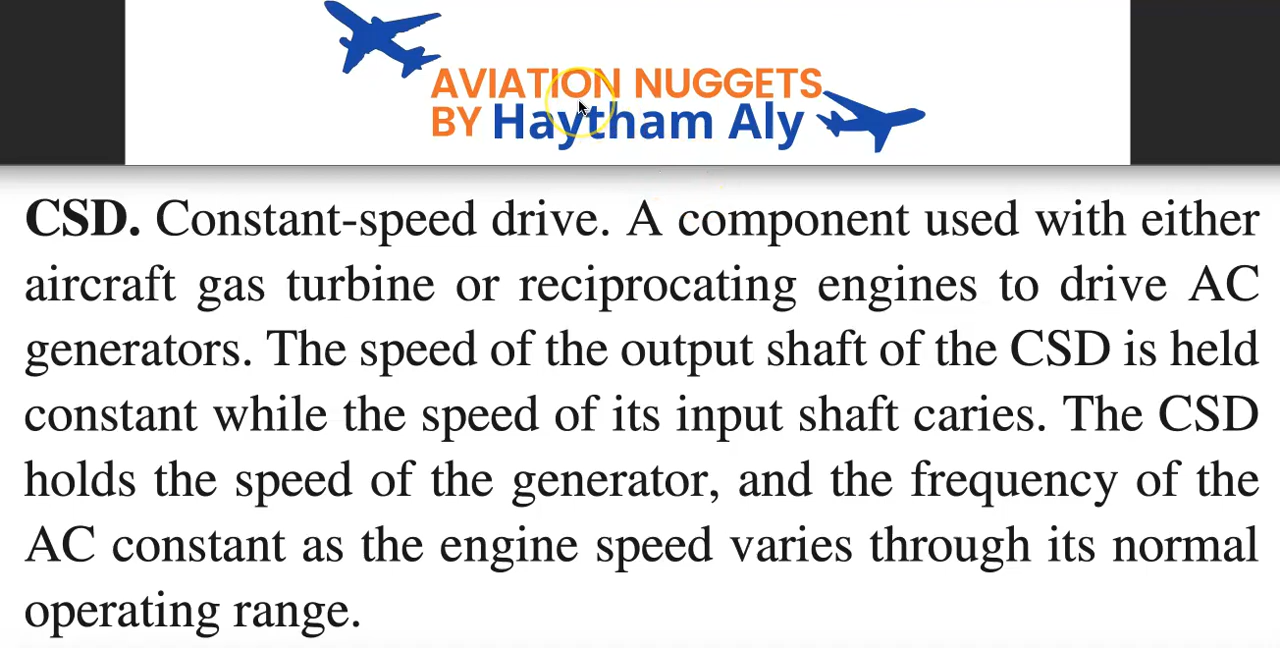 AVIATION NUGGETS
BY Haytham Aly
CSD. Constant-speed drive. A component used with either
aircraft gas turbine or reciprocating engines to drive AC
generators. The speed of the output shaft of the CSD is held
constant while the speed of its input shaft caries. The CSD
holds the speed of the generator, and the frequency of the
AC constant as the engine speed varies through its normal
operating range.